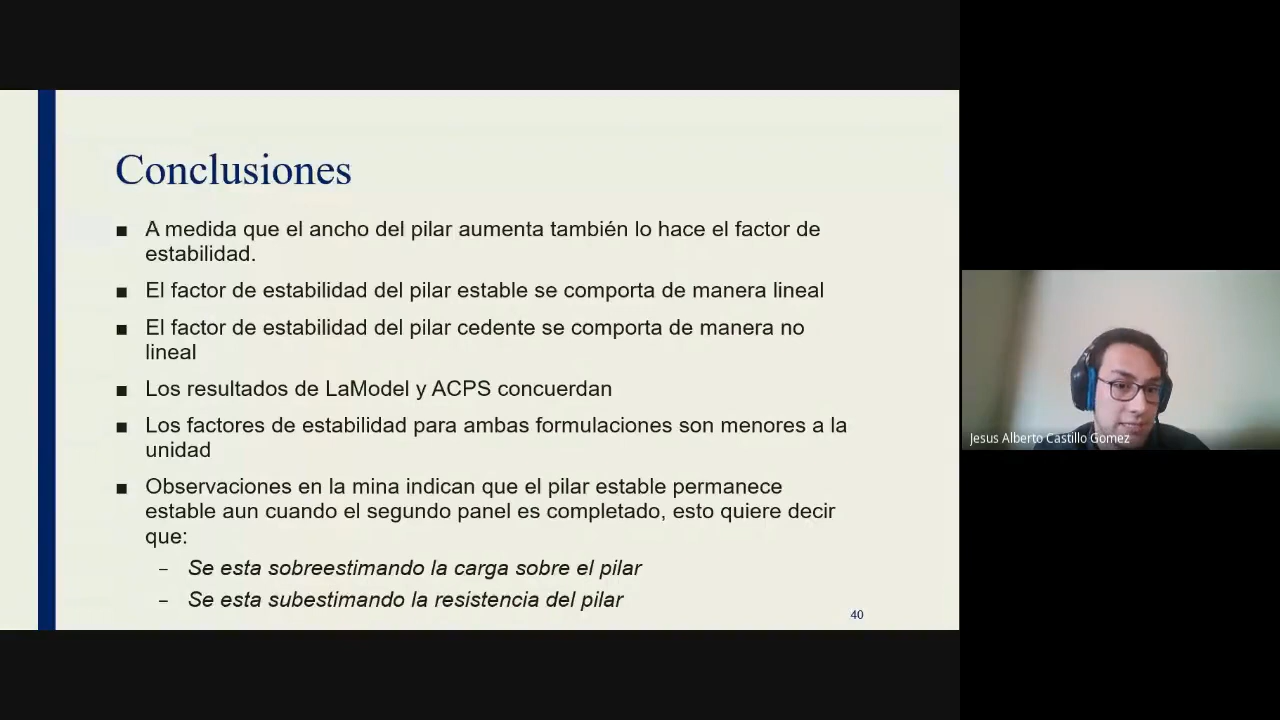 Conclusiones
■ A medida que el ancho del pilar aumenta también lo hace el factor de
estabilidad.
■ El factor de estabilidad del pilar estable se comporta de manera lineal
■ El factor de estabilidad del pilar cedente se comporta de manera no
lineal
■ Los resultados de LaModel y ACPS concuerdan
■ Los factores de estabilidad para ambas formulaciones son menores a la
unidad
■ Observaciones en la mina indican que el pilar estable permanece
estable aun cuando el segundo panel es completado, esto quiere decir
que:
– Se esta sobreestimando la carga sobre el pilar
– Se esta subestimando la resistencia del pilar
40
Jesus Alberto Castillo Gomez